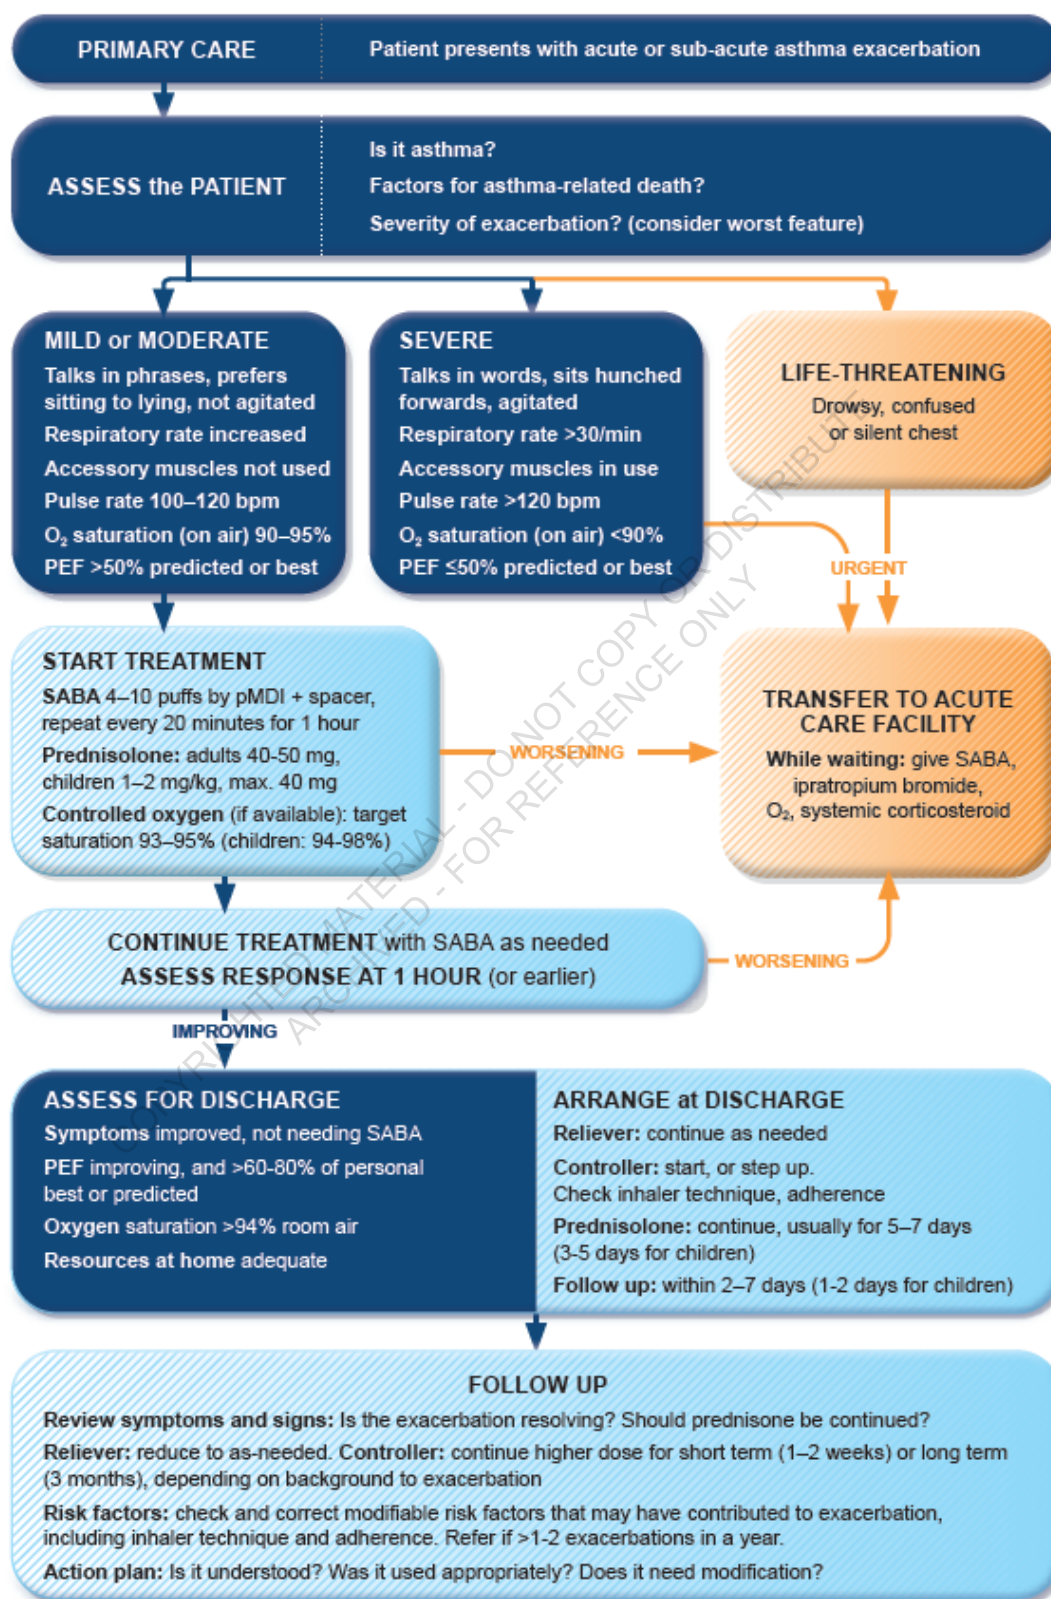 PRIMARY CARE
Patient presents with acute or sub-acute asthma exacerbation
ASSESS the PATIENT
Is it asthma?
Factors for asthma-related death?
Severity of exacerbation? (consider worst feature)
MILD or MODERATE
Talks in phrases, prefers
sitting to lying, not agitated
Respiratory rate increased
Accessory muscles not used
Pulse rate 100–120 bpm
O₂ saturation (on air) 90–95%
PEF >50% predicted or best
SEVERE
Talks in words, sits hunched
forwards, agitated
Respiratory rate >30/min
Accessory muscles in use
Pulse rate >120 bpm
O₂ saturation (on air) <90%
PEF ≤50% predicted or best
LIFE-THREATENING
Drowsy, confused
or silent chest
URGENT
START TREATMENT
SABA 4–10 puffs by pMDI + spacer,
repeat every 20 minutes for 1 hour
Prednisolone: adults 40-50 mg,
children 1–2 mg/kg, max. 40 mg
Controlled oxygen (if available): target
saturation 93–95% (children: 94-98%)
WORSENING
TRANSFER TO ACUTE
CARE FACILITY
While waiting: give SABA,
ipratropium bromide,
O₂, systemic corticosteroid
CONTINUE TREATMENT with SABA as needed
ASSESS RESPONSE AT 1 HOUR (or earlier)
WORSENING
IMPROVING
ASSESS FOR DISCHARGE
Symptoms improved, not needing SABA
PEF improving, and >60-80% of personal
best or predicted
Oxygen saturation >94% room air
Resources at home adequate
ARRANGE at DISCHARGE
Reliever: continue as needed
Controller: start, or step up.
Check inhaler technique, adherence
Prednisolone: continue, usually for 5–7 days
(3-5 days for children)
Follow up: within 2–7 days (1-2 days for children)
FOLLOW UP
Review symptoms and signs: Is the exacerbation resolving? Should prednisone be continued?
Reliever: reduce to as-needed. Controller: continue higher dose for short term (1–2 weeks) or long term
(3 months), depending on background to exacerbation
Risk factors: check and correct modifiable risk factors that may have contributed to exacerbation,
including inhaler technique and adherence. Refer if >1-2 exacerbations in a year.
Action plan: Is it understood? Was it used appropriately? Does it need modification?
COPYRIGHTED MATERIAL - DO NOT COPY OR DISTRIBUTE
ARCHIVED - FOR REFERENCE ONLY